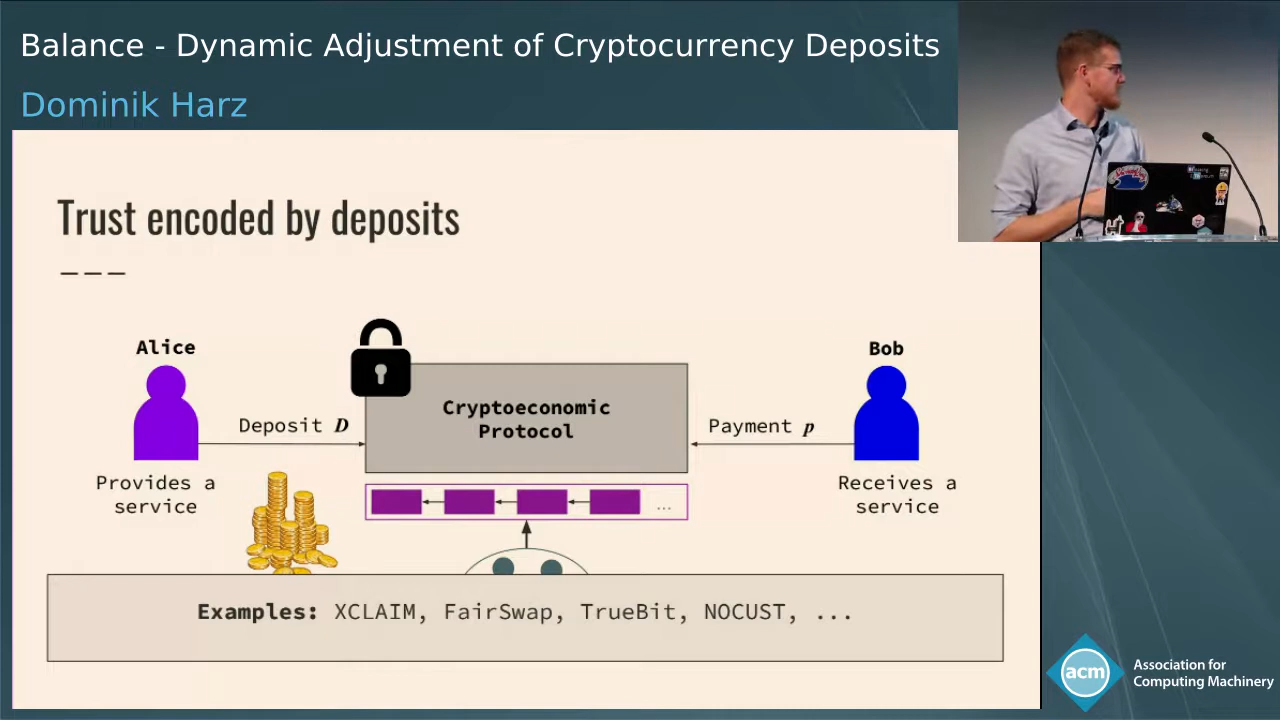 Balance - Dynamic Adjustment of Cryptocurrency Deposits
Dominik Harz
Trust encoded by deposits
Alice
Bob
Cryptoeconomic
Protocol
Deposit D
Payment p
Provides a
service
Receives a
service
...
Examples: XCLAIM, FairSwap, TrueBit, NOCUST, ...
acm
Association for
Computing Machinery